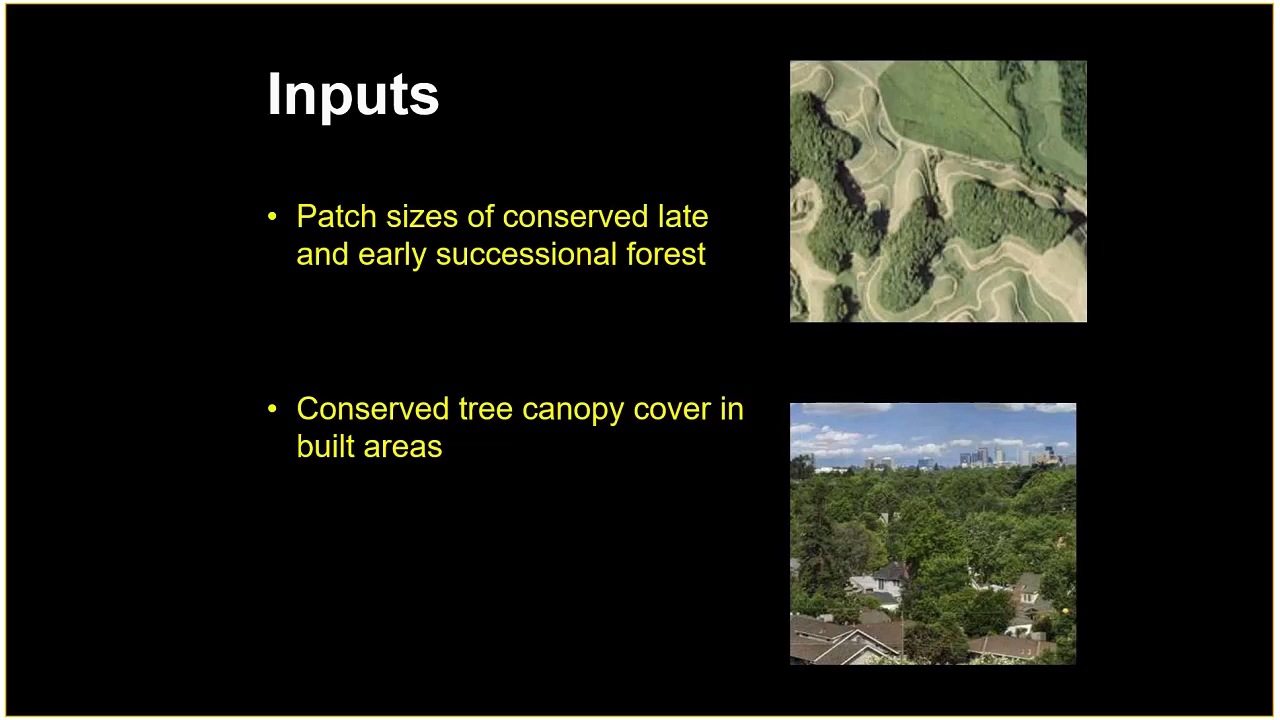 Inputs
• Patch sizes of conserved late
and early successional forest
• Conserved tree canopy cover in
built areas